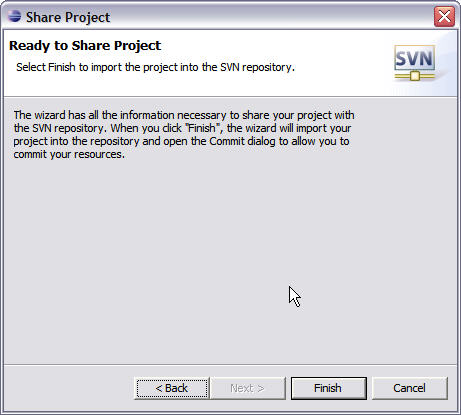 Share Project
Ready to Share Project
Select Finish to import the project into the SVN repository.
SVN
The wizard has all the information necessary to share your project with
the SVN repository. When you click "Finish", the wizard will import your
project into the repository and open the Commit dialog to allow you to
commit your resources.
< Back Next > Finish Cancel